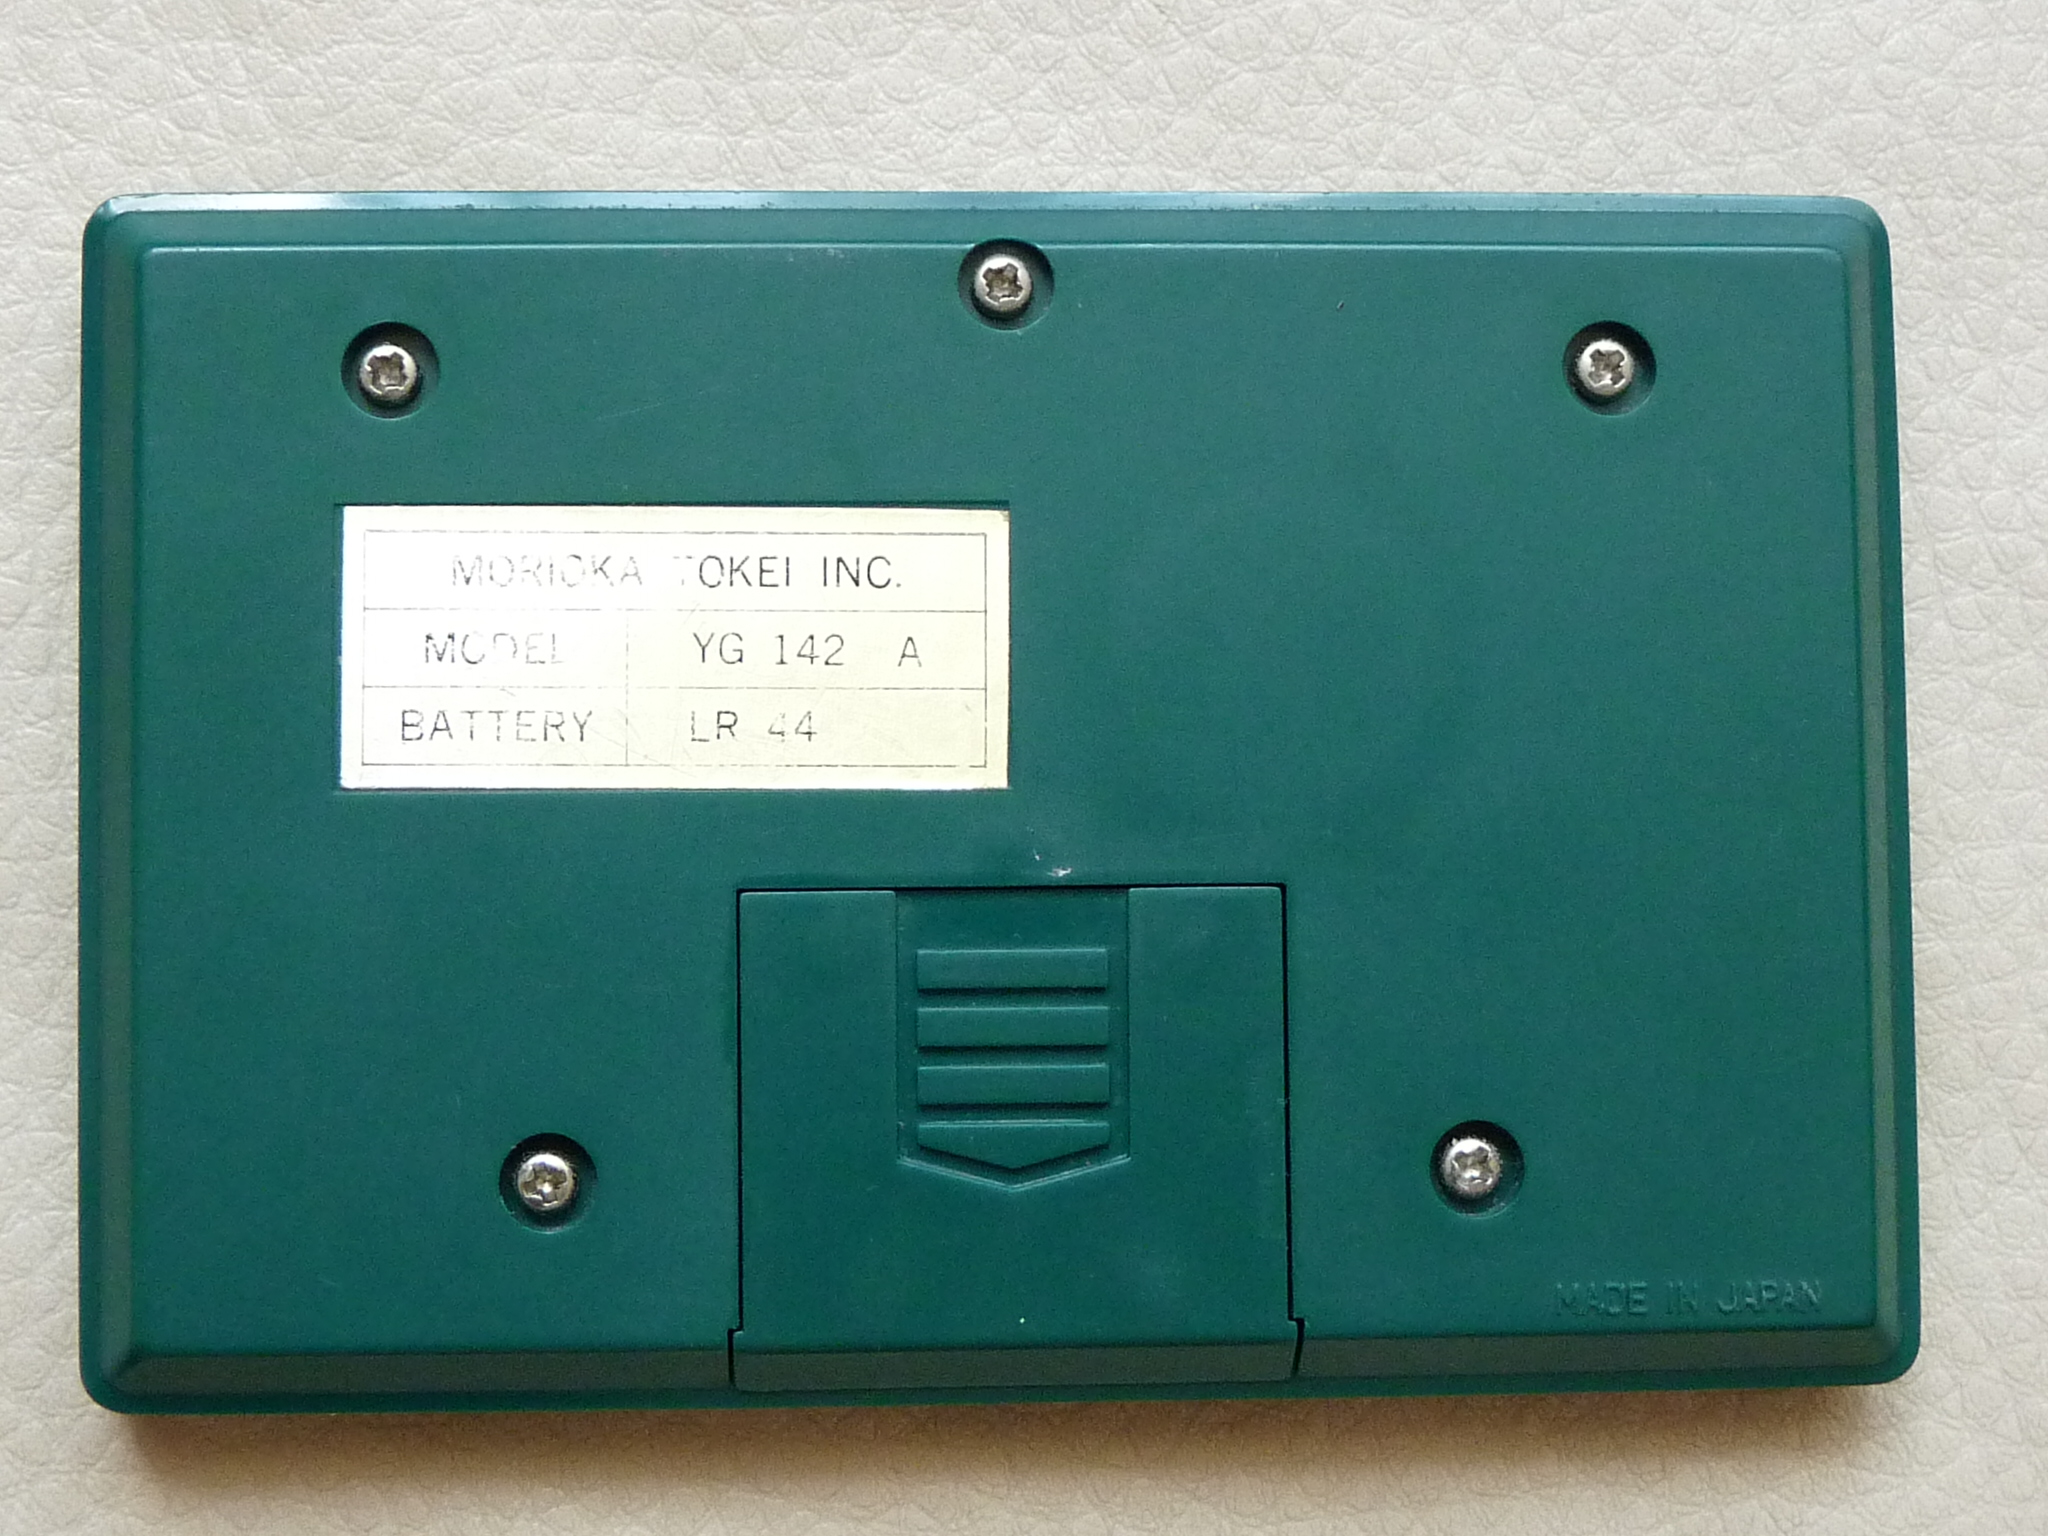 MORIOKA TOKEI INC.
MODEL YG 142 A
BATTERY LR 44
MADE IN JAPAN